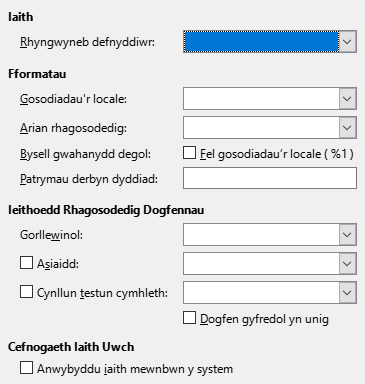 Iaith
Rhyngwyneb defnyddiwr:
Fformatau
Gosodiadau'r locale:
Arian rhagosodedig:
Bysell gwahanydd degol: Fel gosodiadau'r locale ( %1 )
Patrymau derbyn dyddiad:
Ieithoedd Rhagosodedig Dogfennau
Gorllewinol:
Asiaidd:
Cynllun testun cymhleth:
Dogfen gyfredol yn unig
Cefnogaeth Iaith Uwch
Anwybyddu iaith mewnbwn y system